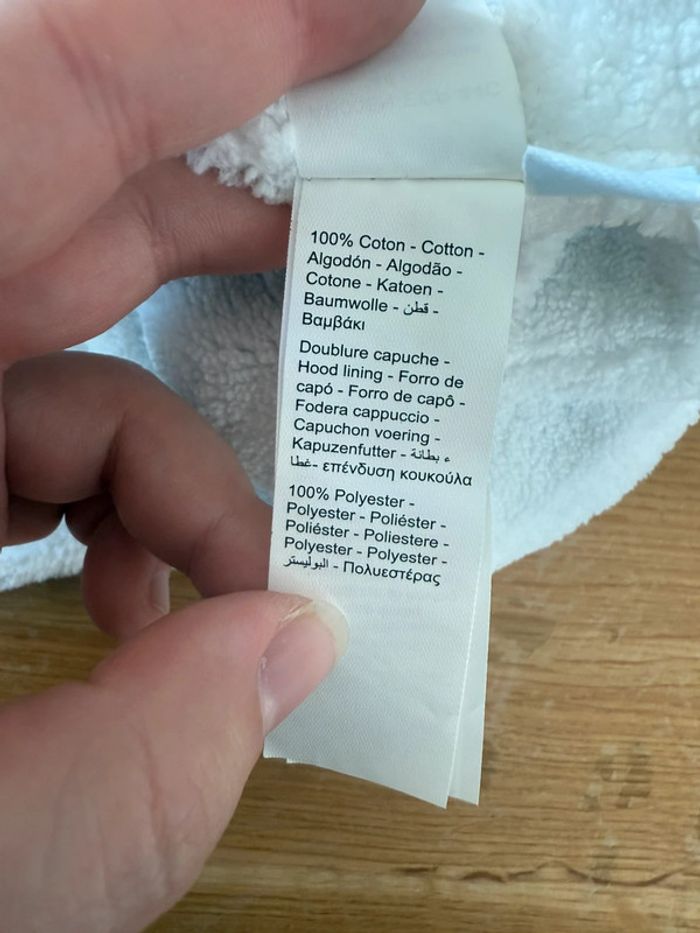 100% Coton - Cotton -
Algodón - Algodão -
Cotone - Katoen -
Baumwolle - قطن -
Βαμβάκι
Doublure capuche -
Hood lining - Forro de
capó - Forro de capô -
Fodera cappuccio -
Capuchon voering -
Kapuzenfutter - بطانة ء
غطا- επένδυση κουκούλα
100% Polyester -
Polyester - Poliéster -
Poliéster - Poliestere -
Polyester - Polyester -
البوليستر - Πολυεστέρας